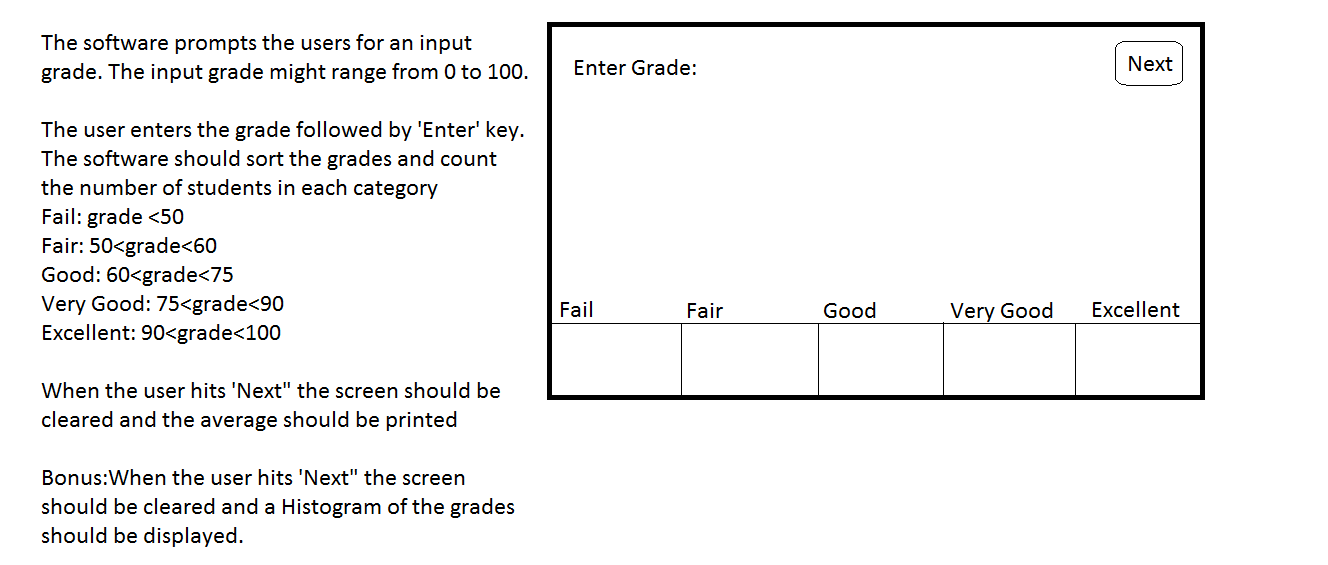 The software prompts the users for an input
grade. The input grade might range from 0 to 100.
The user enters the grade followed by 'Enter' key.
The software should sort the grades and count
the number of students in each category
Fail: grade <50
Fair: 50<grade<60
Good: 60<grade<75
Very Good: 75<grade<90
Excellent: 90<grade<100
When the user hits 'Next" the screen should be
cleared and the average should be printed
Bonus:When the user hits 'Next" the screen
should be cleared and a Histogram of the grades
should be displayed.
Enter Grade:
Next
Fail
Fair
Good
Very Good
Excellent